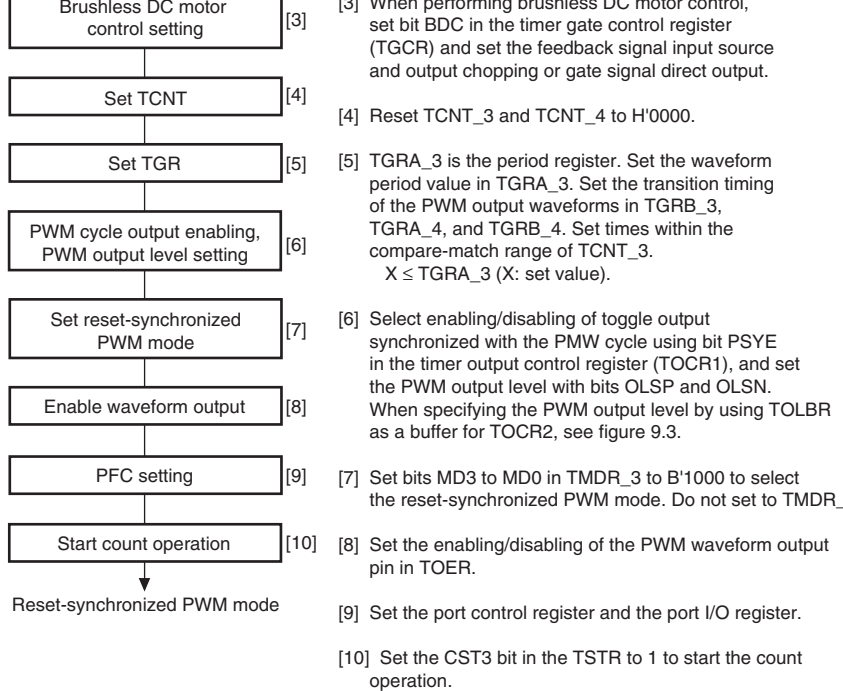 Brushless DC motor
control setting
[3]
Set TCNT
[4]
Set TGR
[5]
PWM cycle output enabling,
PWM output level setting
[6]
Set reset-synchronized
PWM mode
[7]
Enable waveform output
[8]
PFC setting
[9]
Start count operation
[10]
Reset-synchronized PWM mode
[3] When performing brushless DC motor control,
set bit BDC in the timer gate control register
(TGCR) and set the feedback signal input source
and output chopping or gate signal direct output.
[4] Reset TCNT_3 and TCNT_4 to H'0000.
[5] TGRA_3 is the period register. Set the waveform
period value in TGRA_3. Set the transition timing
of the PWM output waveforms in TGRB_3,
TGRA_4, and TGRB_4. Set times within the
compare-match range of TCNT_3.
X ≤ TGRA_3 (X: set value).
[6] Select enabling/disabling of toggle output
synchronized with the PMW cycle using bit PSYE
in the timer output control register (TOCR1), and set
the PWM output level with bits OLSP and OLSN.
When specifying the PWM output level by using TOLBR
as a buffer for TOCR2, see figure 9.3.
[7] Set bits MD3 to MD0 in TMDR_3 to B'1000 to select
the reset-synchronized PWM mode. Do not set to TMDR_
[8] Set the enabling/disabling of the PWM waveform output
pin in TOER.
[9] Set the port control register and the port I/O register.
[10] Set the CST3 bit in the TSTR to 1 to start the count
operation.